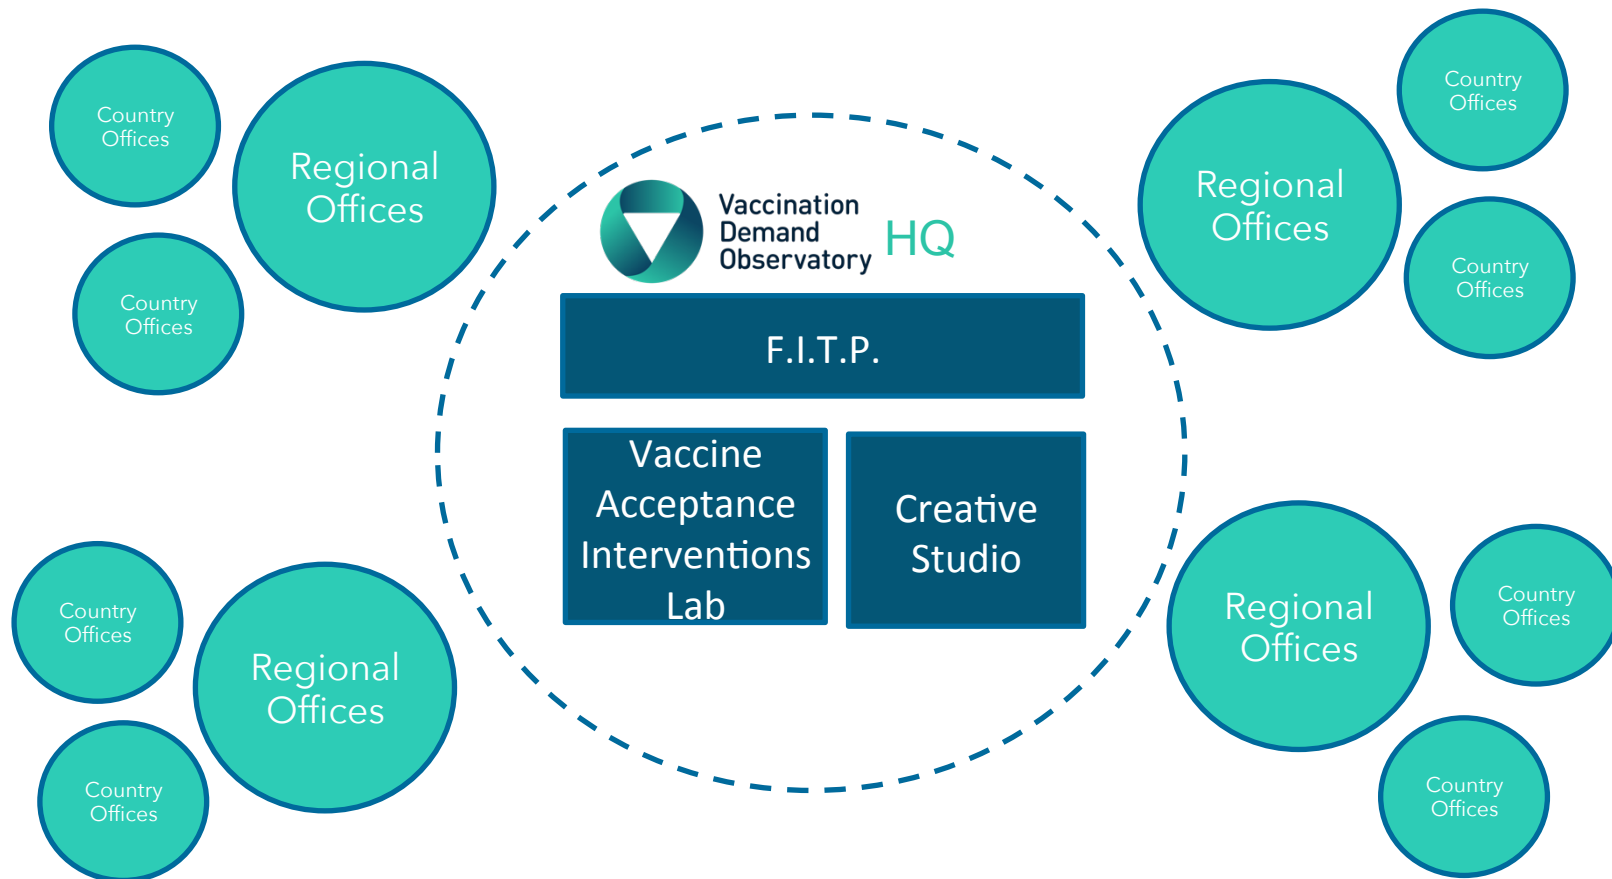 Country
Offices
Regional
Offices
Country
Offices
Vaccination
Demand
Observatory
HQ
F.I.T.P.
Vaccine
Acceptance
Interventions
Lab
Creative
Studio
Regional
Offices
Country
Offices
Country
Offices
Country
Offices
Regional
Offices
Country
Offices
Regional
Offices
Country
Offices
Country
Offices